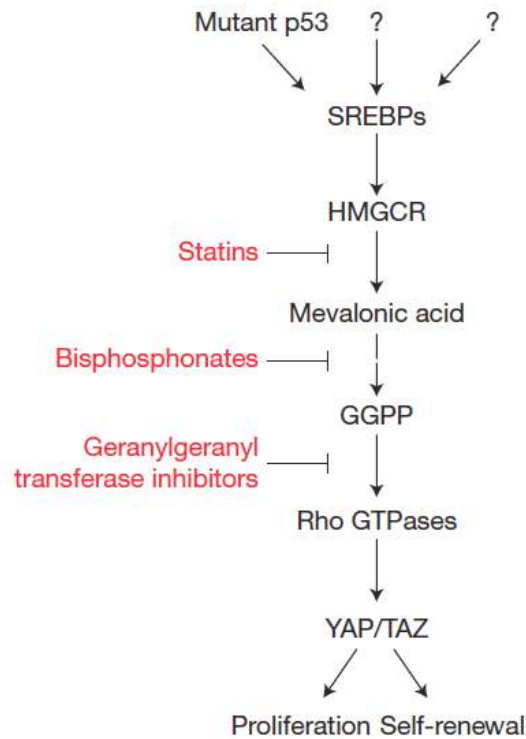 Mutant p53 ? ?
SREBPs
HMGCR
Statins
Mevalonic acid
Bisphosphonates
GGPP
Geranylgeranyl
transferase inhibitors
Rho GTPases
YAP/TAZ
Proliferation Self-renewal